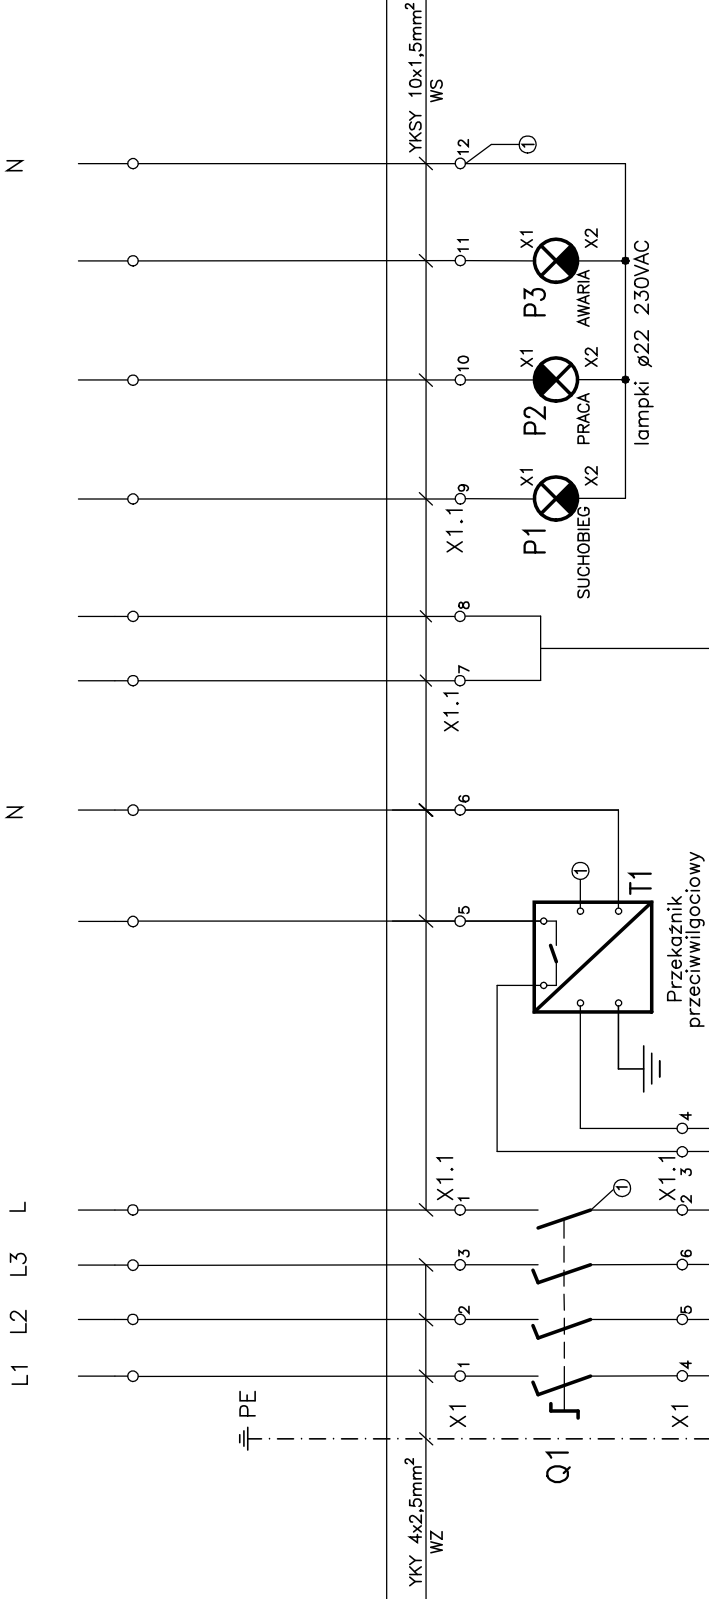 L1
L2
L3
L
N
N
PE
YKY 4x2,5mm²
WZ
YKSY 10x1,5mm²
WS
X1
1
2
3
X1.1
1
5
6
X1.1
7
8
X1.1
9
10
11
12
1
Q1
1
X1
4
5
6
2
X1.1
3
4
1
T1
Przekaźnik
przeciwwilgociowy
P1
X1
X2
SUCHOBIEG
P2
X1
X2
PRACA
P3
X1
X2
AWARIA
lampki ø22 230VAC